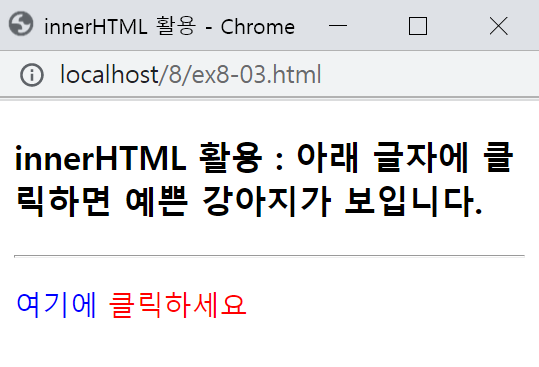 innerHTML 활용 - Chrome
localhost/8/ex8-03.html
innerHTML 활용 : 아래 글자에 클
릭하면 예쁜 강아지가 보입니다.
여기에 클릭하세요